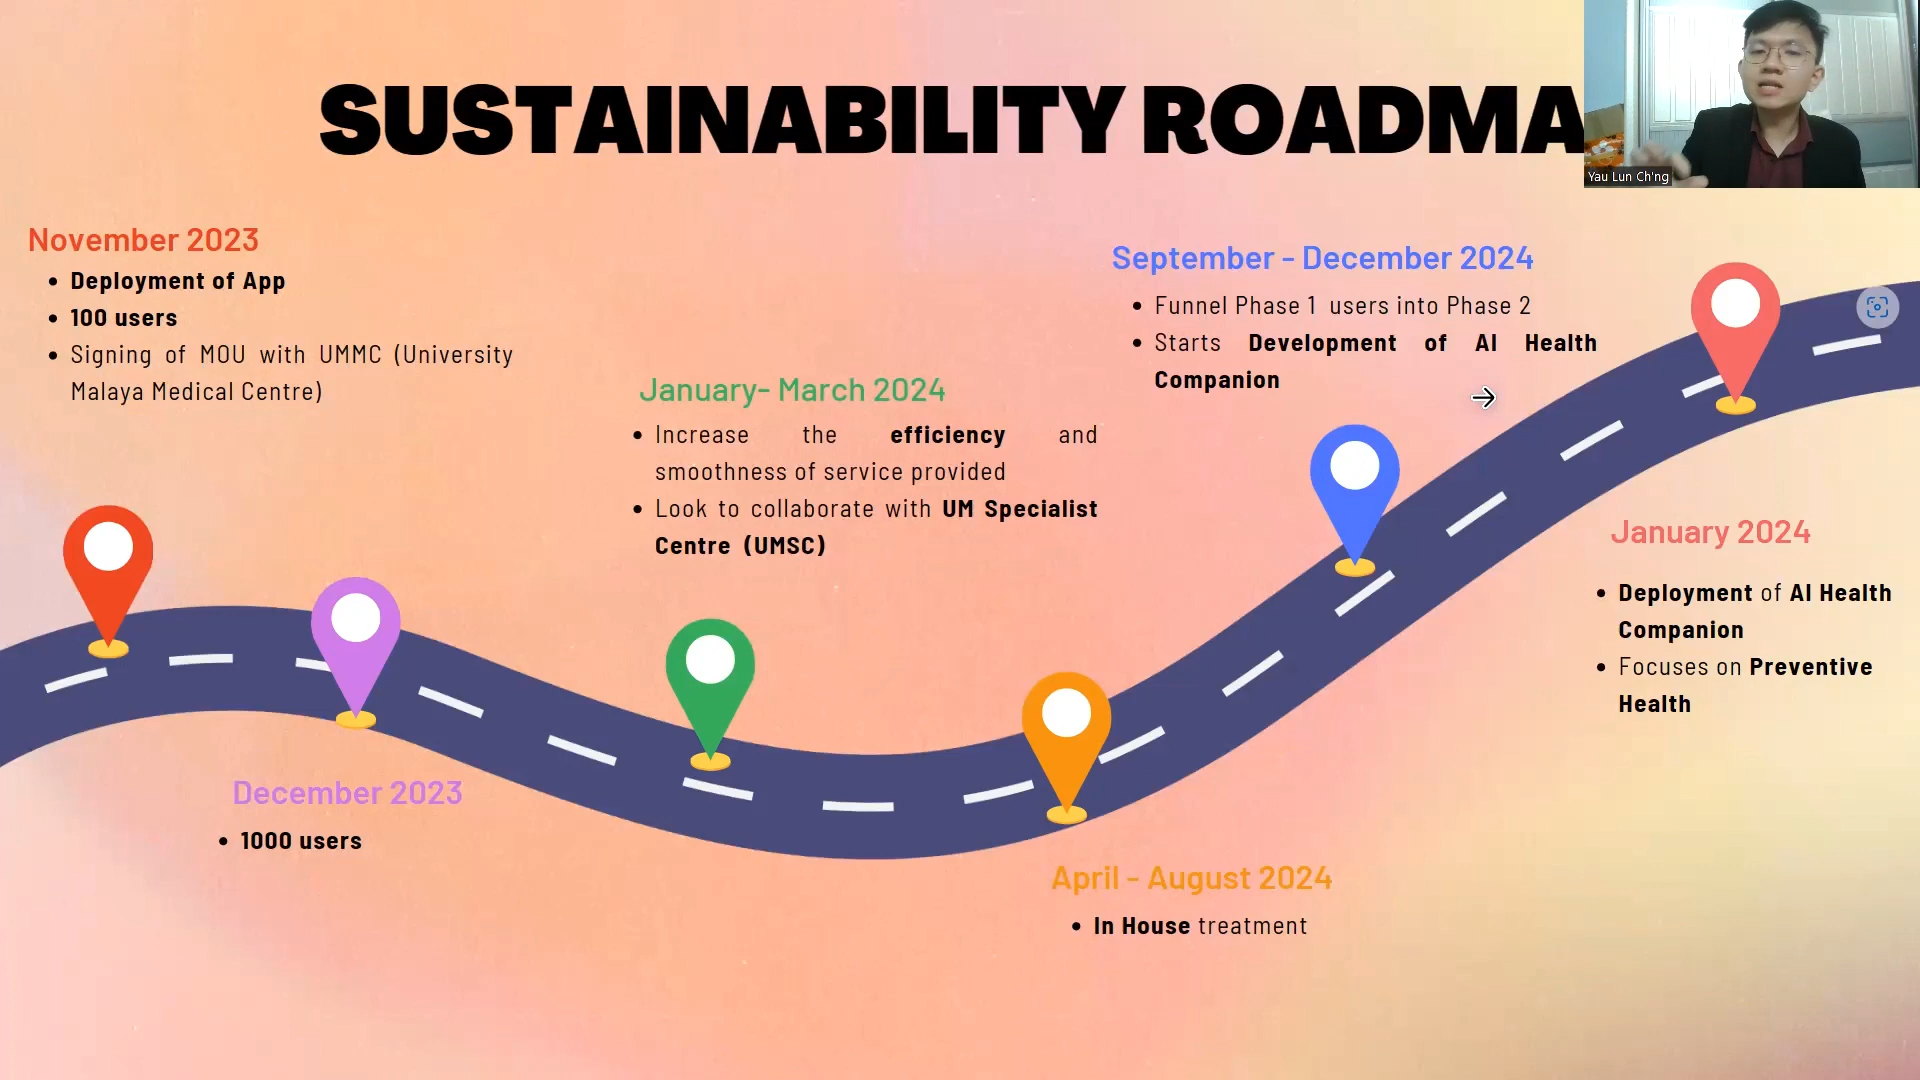 SUSTAINABILITY ROADMA
Yau Lun Ch'ng
November 2023
• Deployment of App
• 100 users
• Signing of MOU with UMMC (University
Malaya Medical Centre)
December 2023
• 1000 users
January- March 2024
• Increase the efficiency and
smoothness of service provided
• Look to collaborate with UM Specialist
Centre (UMSC)
April - August 2024
• In House treatment
September - December 2024
• Funnel Phase 1 users into Phase 2
• Starts Development of AI Health
Companion
January 2024
• Deployment of AI Health
Companion
• Focuses on Preventive
Health